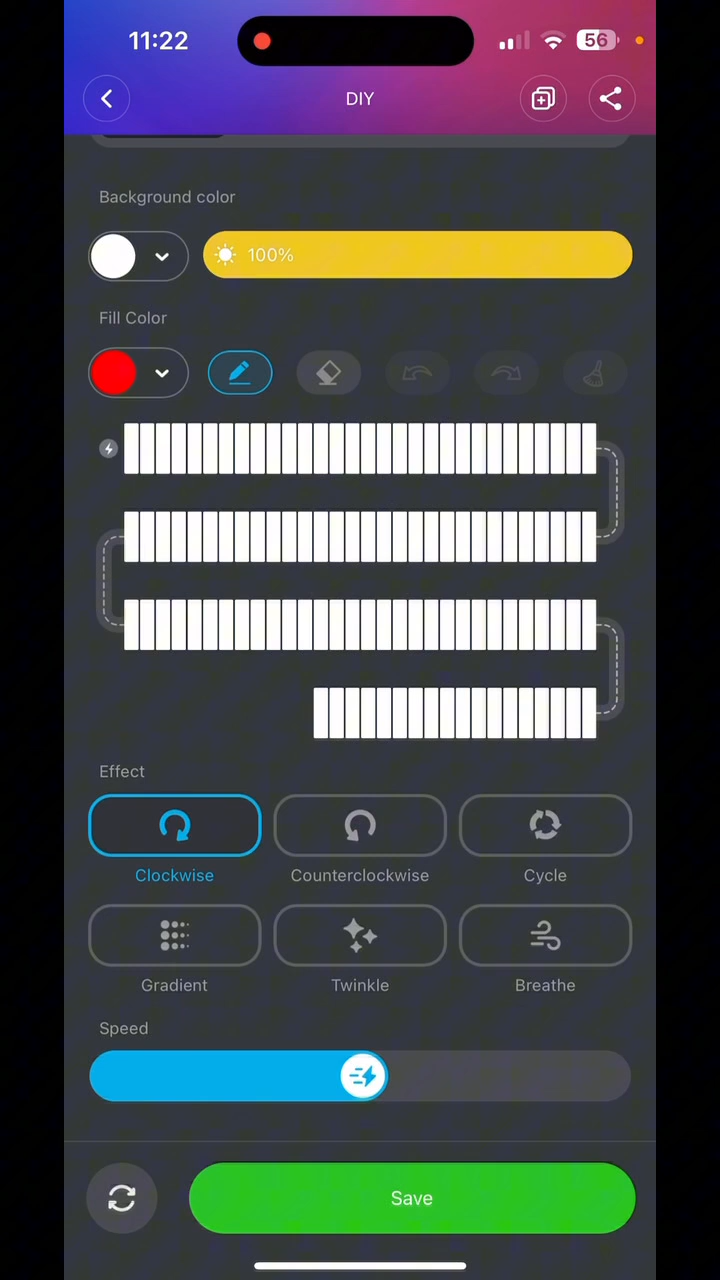 11:22
56
DIY
Background color
100%
Fill Color
Effect
Clockwise
Counterclockwise
Cycle
Gradient
Twinkle
Breathe
Speed
Save